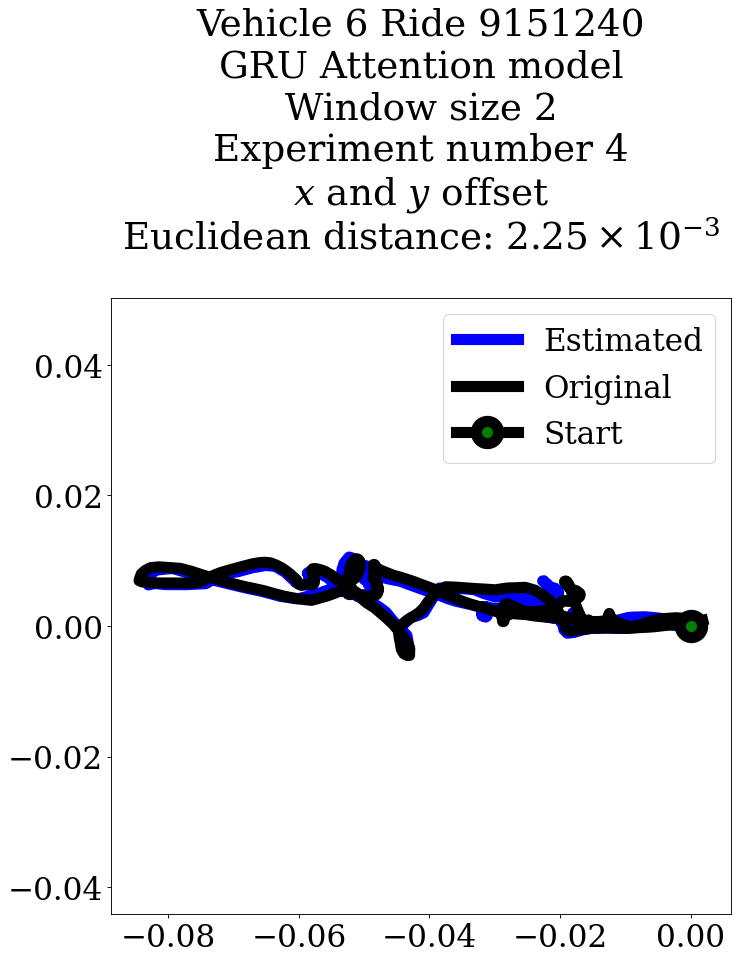 Vehicle 6 Ride 9151240
GRU Attention model
Window size 2
Experiment number 4
x and y offset
Euclidean distance: 2.25 × 10⁻³
Estimated
Original
Start
0.04
0.02
0.00
−0.02
−0.04
−0.08
−0.06
−0.04
−0.02
0.00